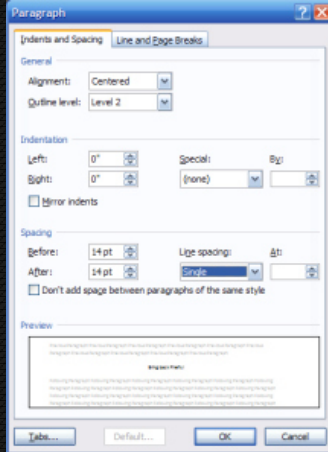 Paragraph
Indents and Spacing Line and Page Breaks
General
Alignment: Centered
Outline level: Level 2
Indentation
Left: 0" Special: By:
Right: 0" (none)
Mirror indents
Spacing
Before: 14 pt Line spacing: At:
After: 14 pt Single
Don't add space between paragraphs of the same style
Preview
Tabs... Default... OK Cancel